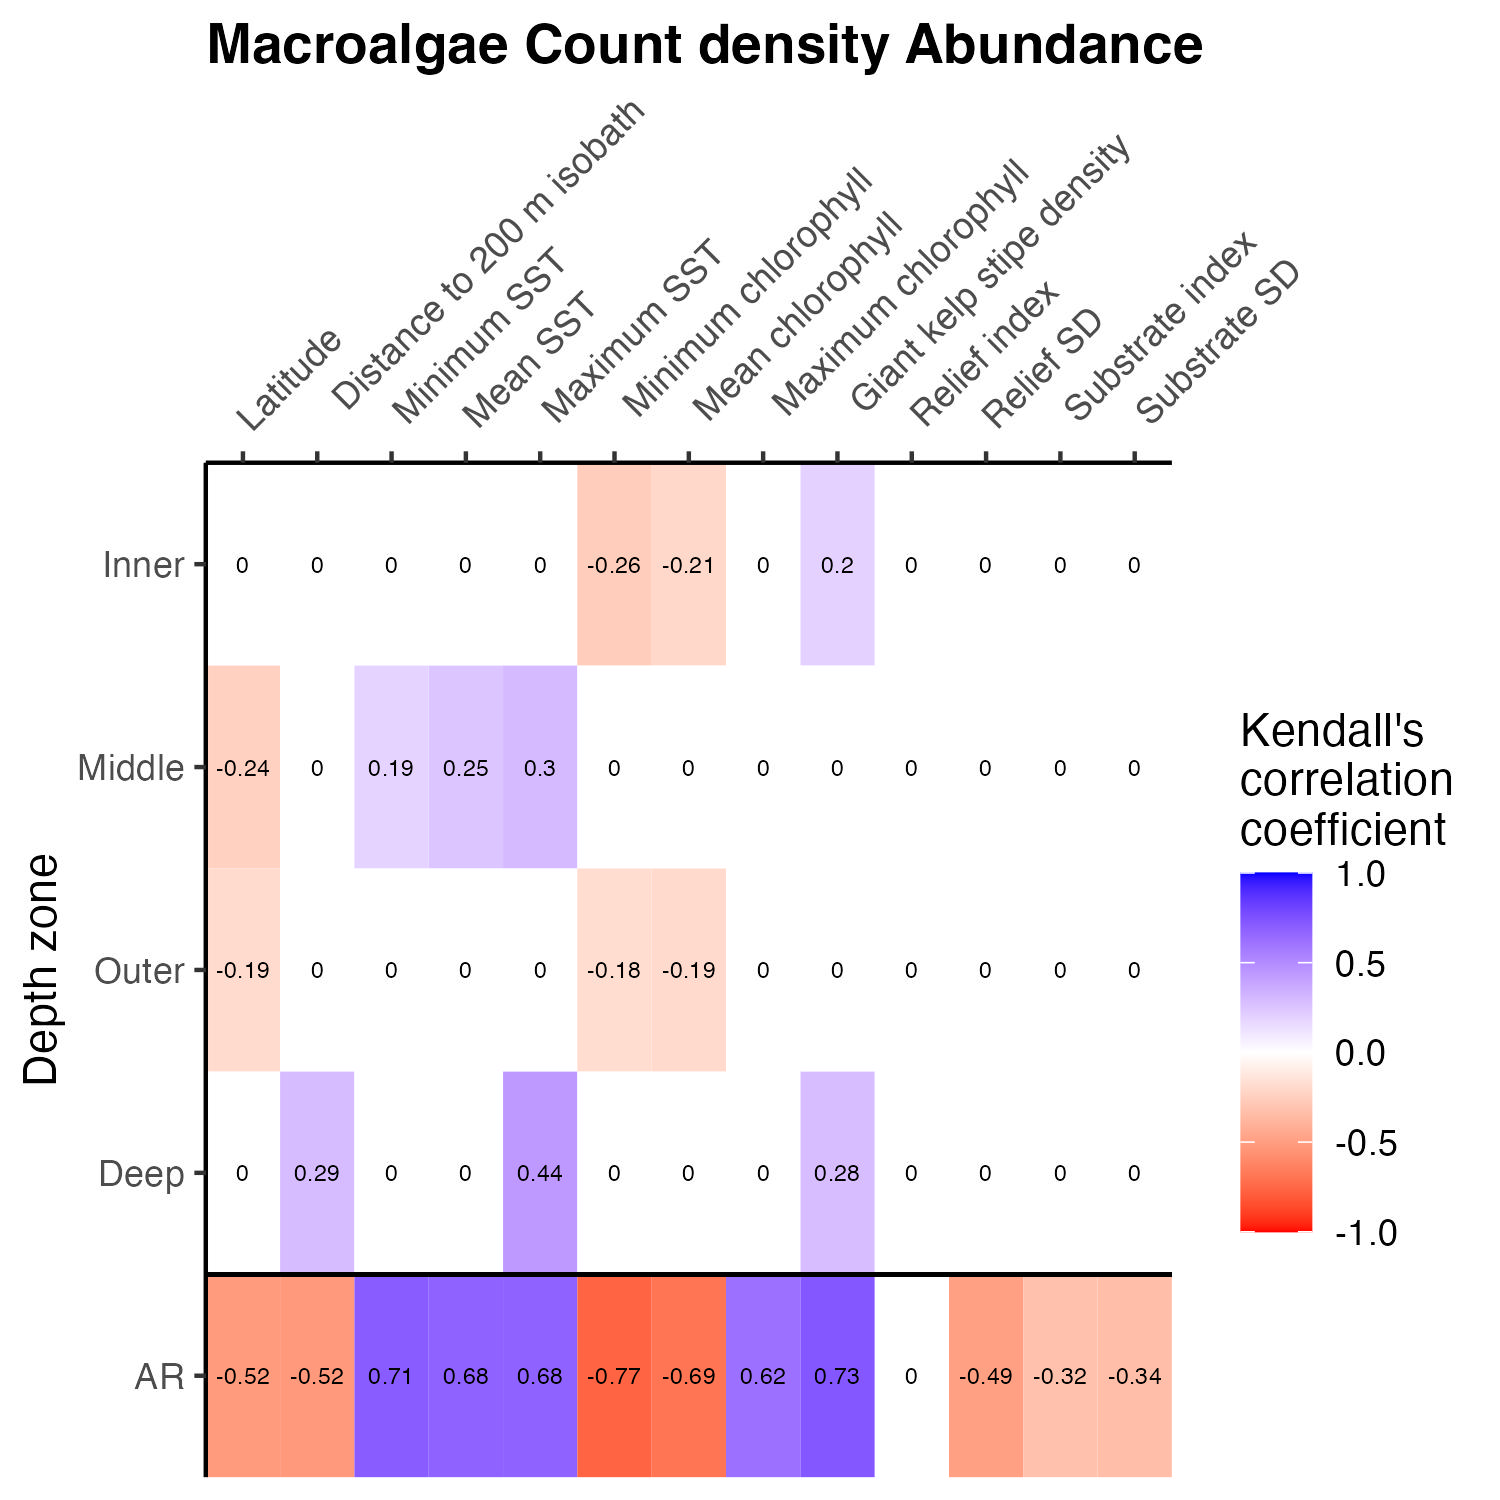 Macroalgae Count density Abundance
Latitude
Distance to 200 m isobath
Minimum SST
Mean SST
Maximum SST
Minimum chlorophyll
Mean chlorophyll
Maximum chlorophyll
Giant kelp stipe density
Relief index
Relief SD
Substrate index
Substrate SD
Depth zone
Inner 0 0 0 0 0 -0.26 -0.21 0 0.2 0 0 0 0
Middle -0.24 0 0.19 0.25 0.3 0 0 0 0 0 0 0 0
Outer -0.19 0 0 0 0 -0.18 -0.19 0 0 0 0 0 0
Deep 0 0.29 0 0 0.44 0 0 0 0.28 0 0 0 0
AR -0.52 -0.52 0.71 0.68 0.68 -0.77 -0.69 0.62 0.73 0 -0.49 -0.32 -0.34
Kendall's
correlation
coefficient
1.0
0.5
0.0
-0.5
-1.0